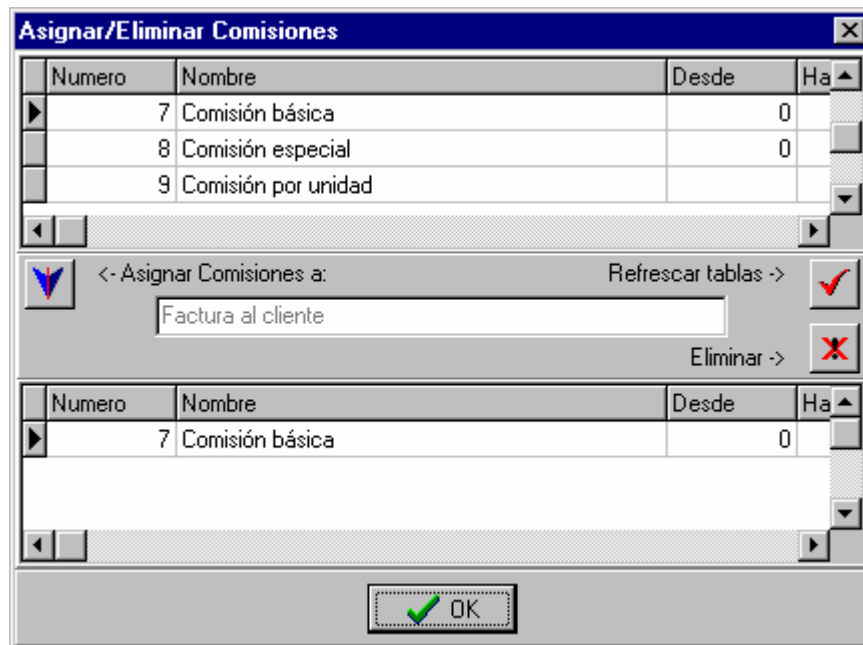 Asignar/Eliminar Comisiones
Numero Nombre Desde Ha
7 Comisión básica 0
8 Comisión especial 0
9 Comisión por unidad
<- Asignar Comisiones a: Refrescar tablas ->
Factura al cliente
Eliminar ->
Numero Nombre Desde Ha
7 Comisión básica 0
OK